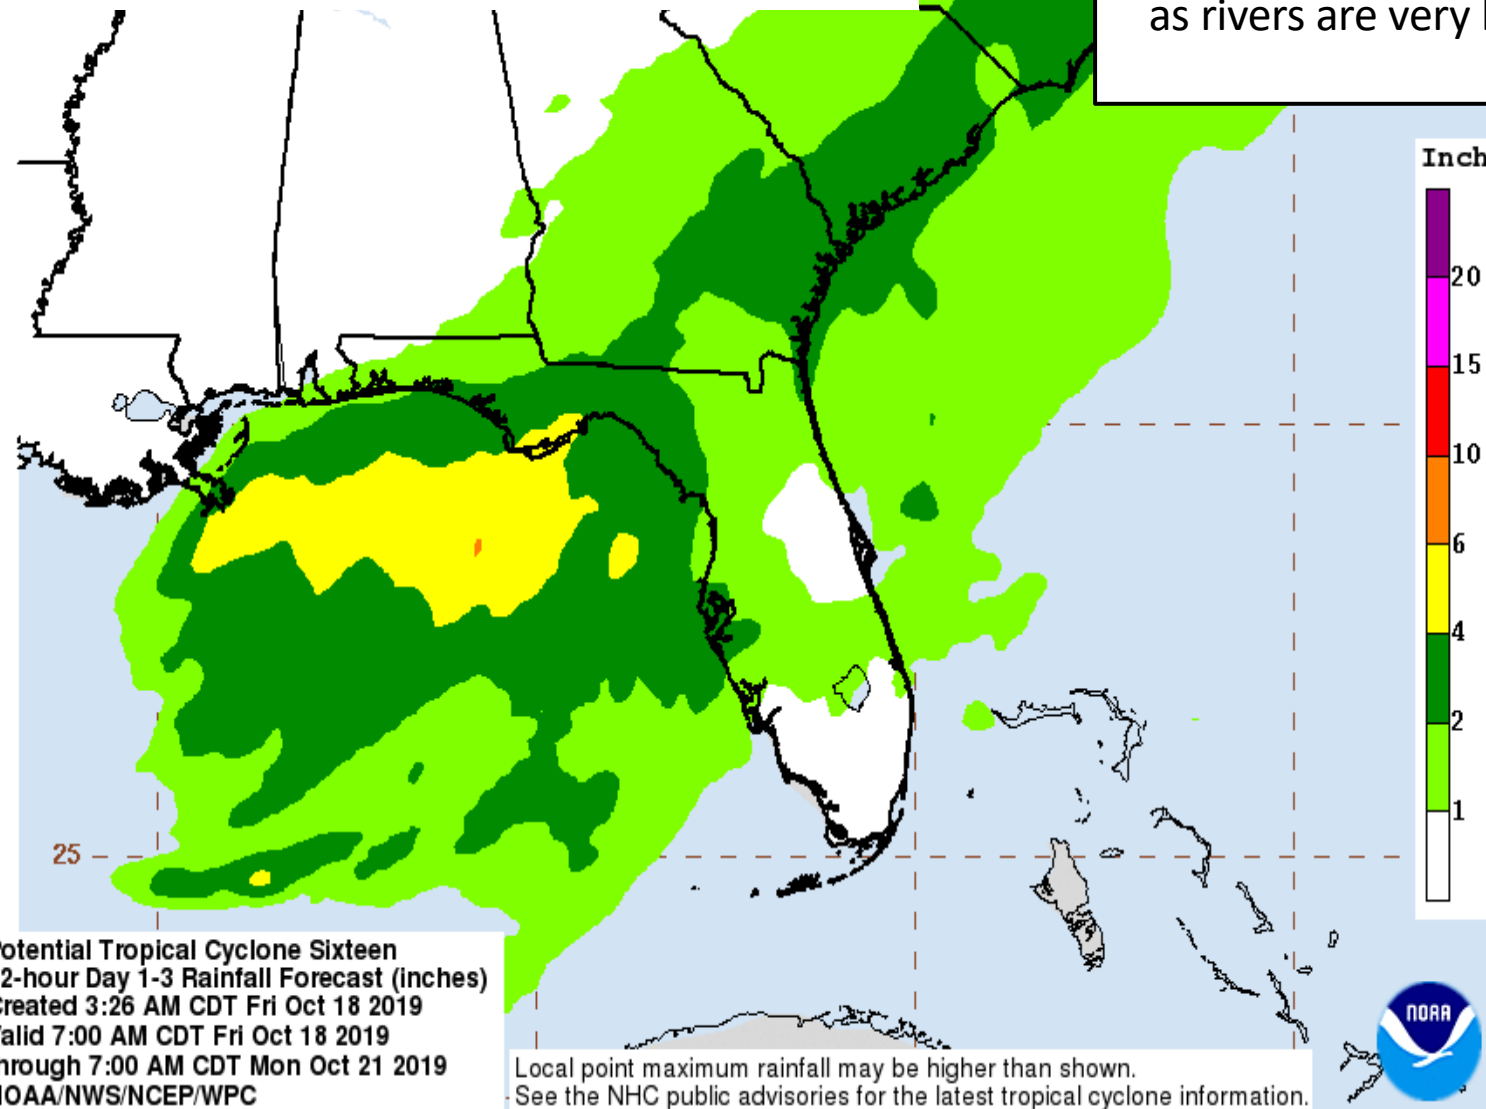 as rivers are very
Inch
20
15
10
6
4
2
1
25
otential Tropical Cyclone Sixteen
2-hour Day 1-3 Rainfall Forecast (inches)
reated 3:26 AM CDT Fri Oct 18 2019
alid 7:00 AM CDT Fri Oct 18 2019
hrough 7:00 AM CDT Mon Oct 21 2019
NOAA/NWS/NCEP/WPC
Local point maximum rainfall may be higher than shown.
See the NHC public advisories for the latest tropical cyclone information.
NOAA